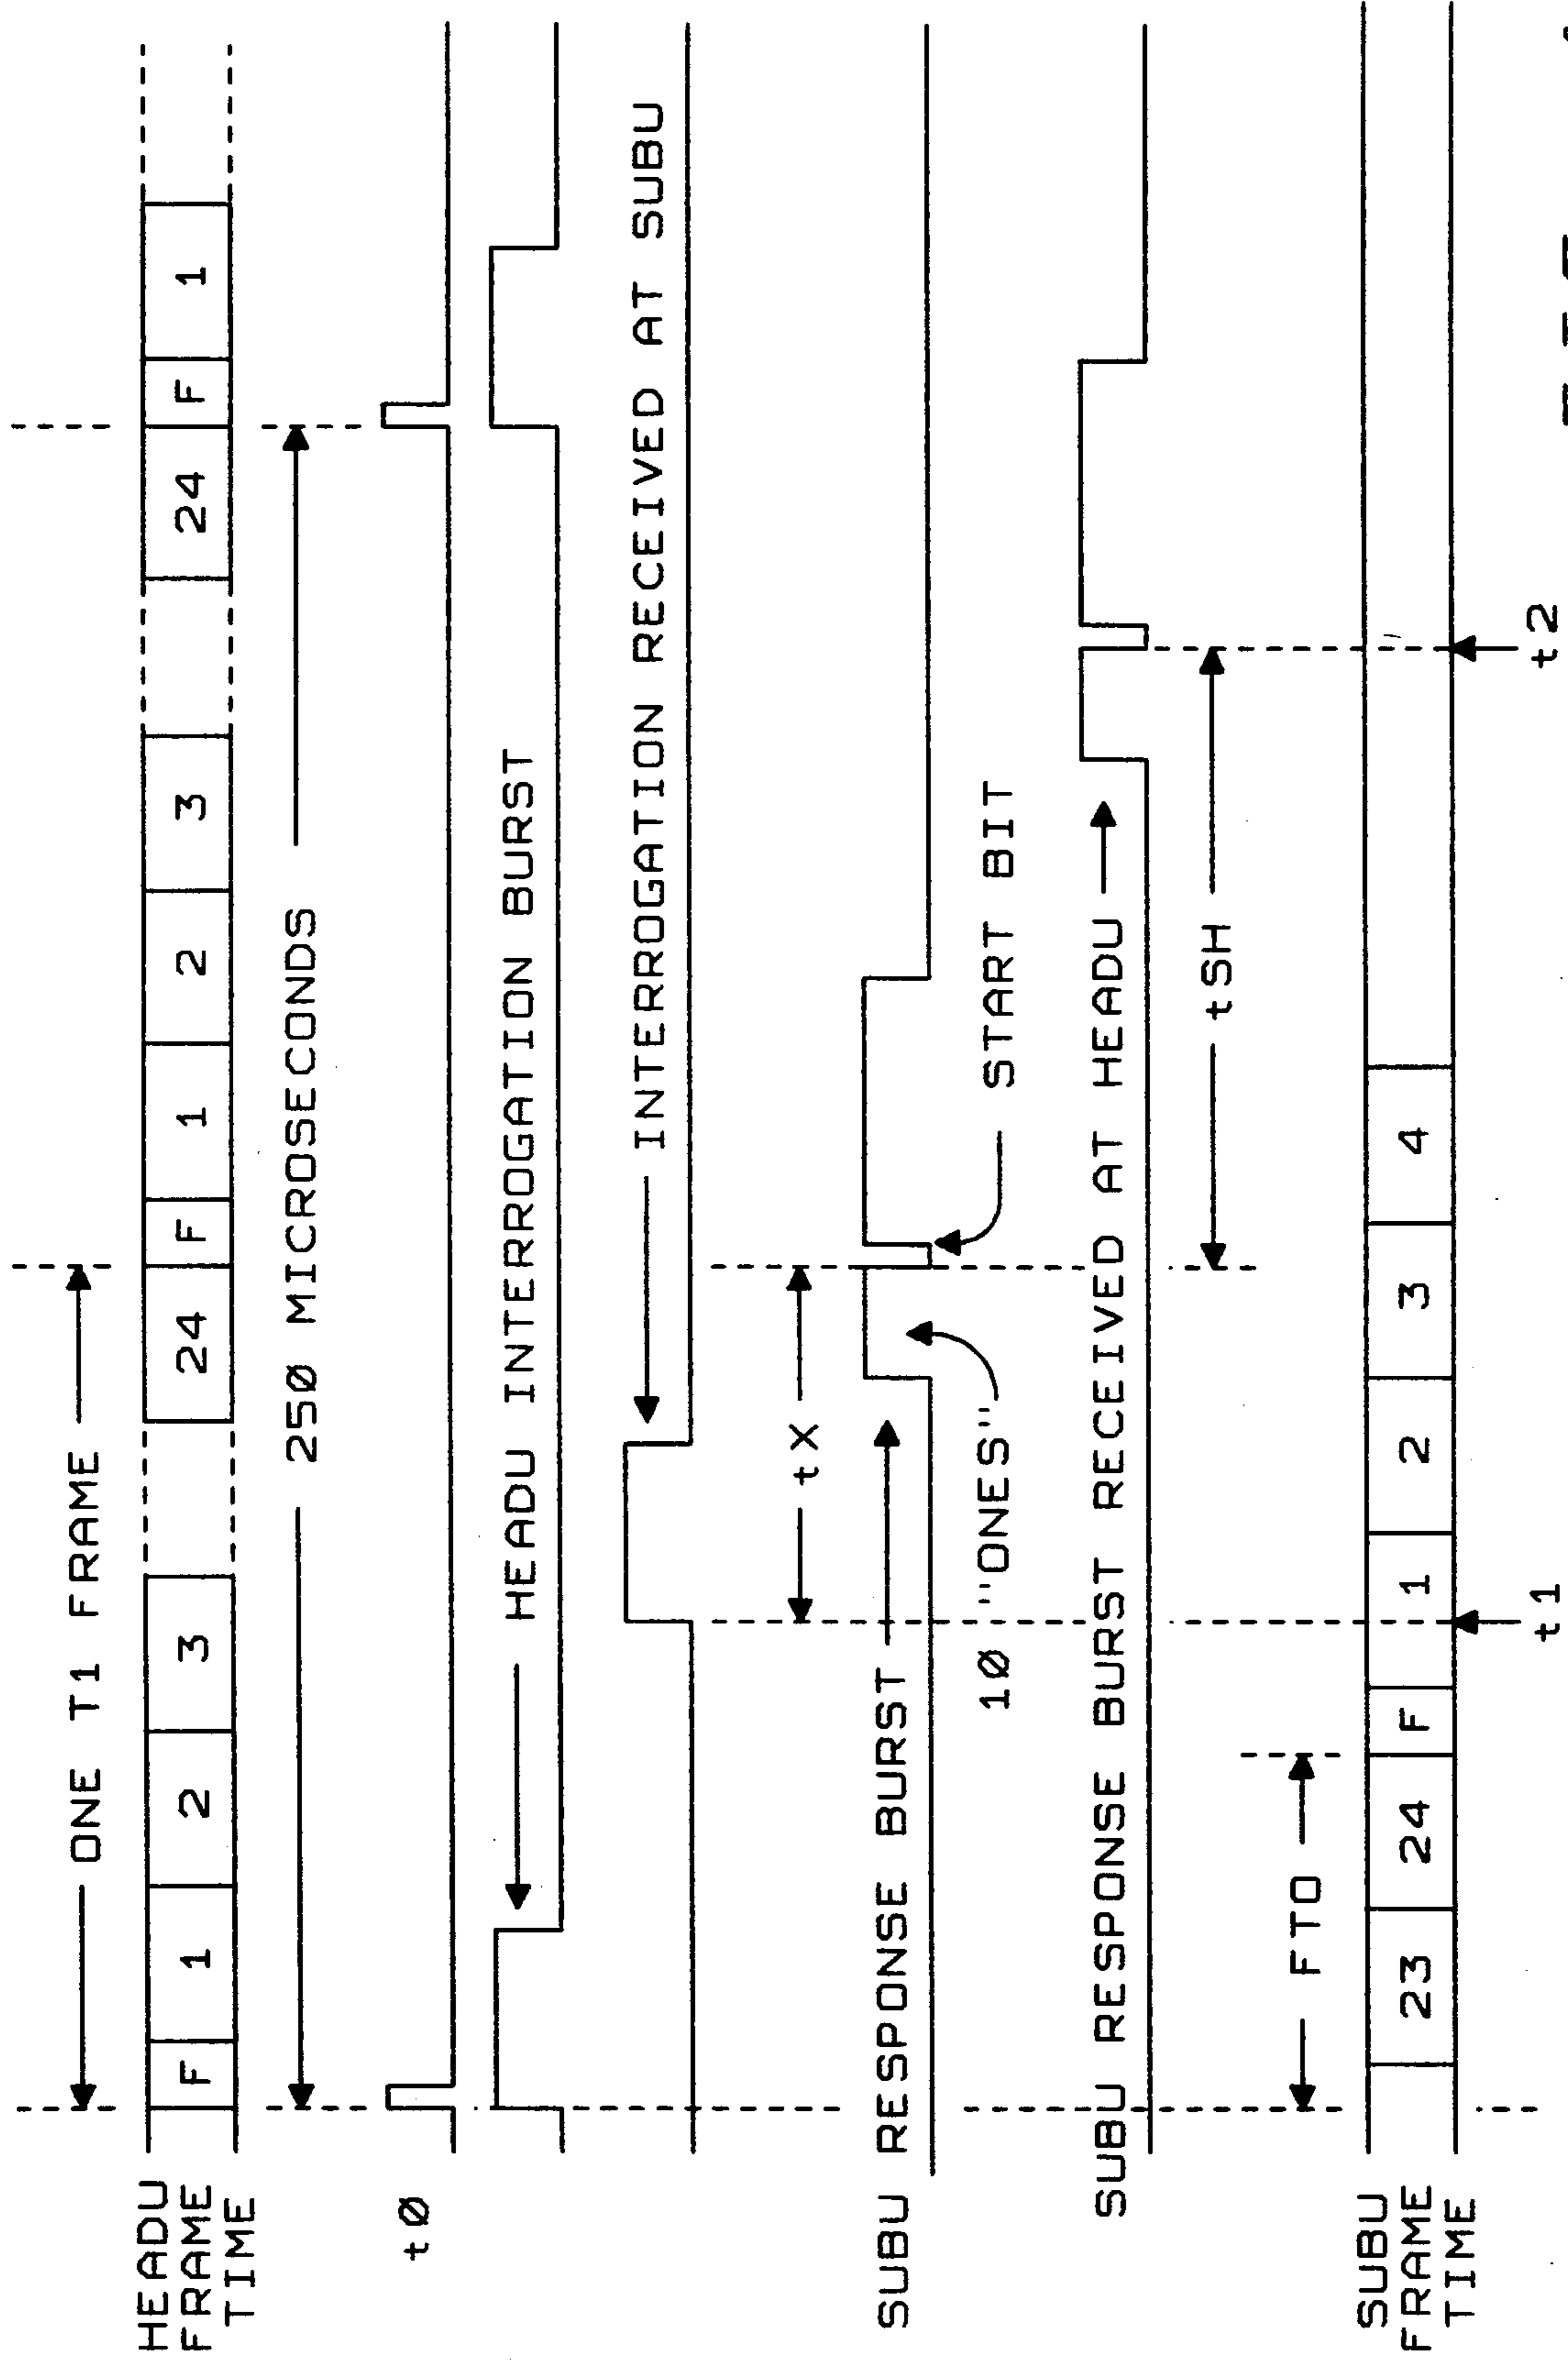 ONE T1 FRAME
HEADU
FRAME
TIME
F 1 2 3 24 F 1 2 3 24 F 1
250 MICROSECONDS
t0
HEADU INTERROGATION BURST
INTERROGATION RECEIVED AT SUBU
tX
SUBU RESPONSE BURST
10 "ONES"
START BIT
SUBU RESPONSE BURST RECEIVED AT HEADU
tSH
FTO
SUBU
FRAME
TIME
23 24 F 1 2 3 4
t1
t2